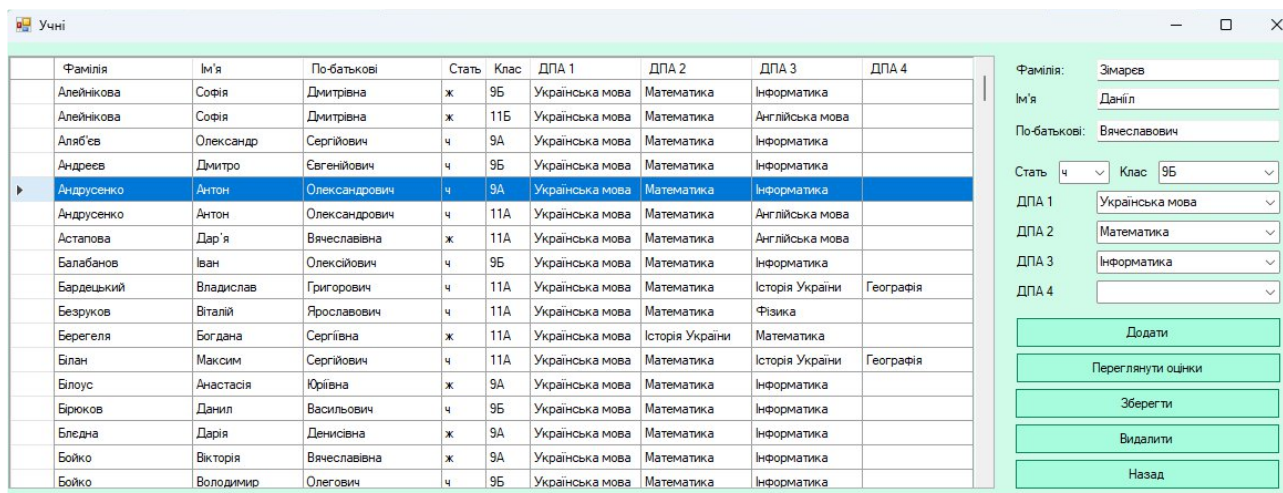 Учні
Фамілія Ім'я По-батькові Стать Клас ДПА 1 ДПА 2 ДПА 3 ДПА 4
Алейнікова Софія Дмитрівна ж 9Б Українська мова Математика Інформатика
Алейнікова Софія Дмитрівна ж 11Б Українська мова Математика Англійська мова
Аляб'єв Олександр Сергійович ч 9А Українська мова Математика Інформатика
Андреєв Дмитро Євгенійович ч 9Б Українська мова Математика Інформатика
Андрусенко Антон Олександрович ч 9А Українська мова Математика Інформатика
Андрусенко Антон Олександрович ч 11А Українська мова Математика Англійська мова
Астапова Дар`я Вячеславівна ж 11А Українська мова Математика Англійська мова
Балабанов Іван Олексійович ч 9Б Українська мова Математика Інформатика
Бардецький Владислав Григорович ч 11А Українська мова Математика Історія України Географія
Безруков Віталій Ярославович ч 11А Українська мова Математика Фізика
Берегеля Богдана Сергіївна ж 11А Українська мова Історія України Математика
Білан Максим Сергійович ч 11А Українська мова Математика Історія України Географія
Білоус Анастасія Юріївна ж 9А Українська мова Математика Інформатика
Бірюков Данил Васильович ч 9Б Українська мова Математика Інформатика
Блєдна Дарія Денисівна ж 9А Українська мова Математика Інформатика
Бойко Вікторія Вячеславівна ж 9А Українська мова Математика Інформатика
Бойко Володимир Олегович ч 9Б Українська мова Математика Інформатика
Фамілія: Зімарєв
Ім'я Даніїл
По-батькові: Вячеславович
Стать ч Клас 9Б
ДПА 1 Українська мова
ДПА 2 Математика
ДПА 3 Інформатика
ДПА 4
Додати
Переглянути оцінки
Зберегти
Видалити
Назад